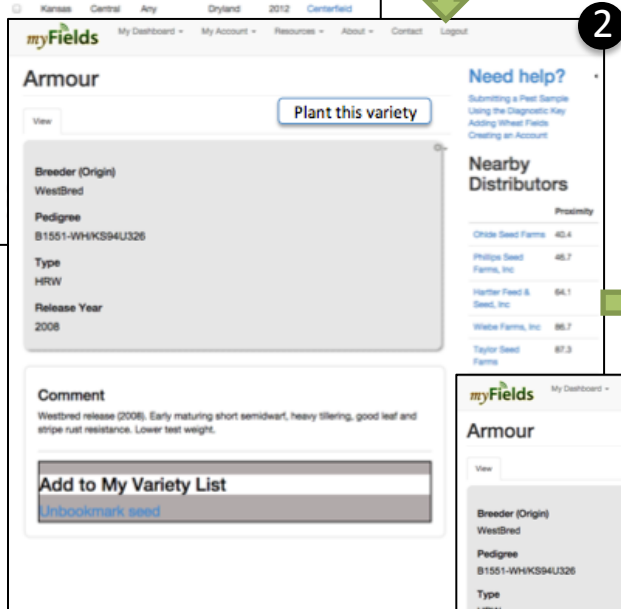 Kansas Central Any Dryland 2012 Centerfield
2
myFields My Dashboard My Account Resources About Contact Logout
Armour
Plant this variety
View
Breeder (Origin)
WestBred
Pedigree
B1551-WH/KS94U326
Type
HRW
Release Year
2008
Comment
Westbred release (2008). Early maturing short semidwart, heavy tillering, good leaf and
stripe rust resistance. Lower test weight.
Add to My Variety List
Unbookmark seed
Need help?
Submitting a Pest Sample
Using the Diagnostic Key
Adding Wheat Fields
Creating an Account
Nearby
Distributors
Proximity
Ohlde Seed Farms 40.4
Phillips Seed 46.7
Farms, Inc
Hartter Feed & 64.1
Seed, Inc
Wiebe Farms, Inc 86.7
Taylor Seed 87.3
Farms
myFields My Dashboard
Armour
View
Breeder (Origin)
WestBred
Pedigree
B1551-WH/KS94U326
Type
HRW